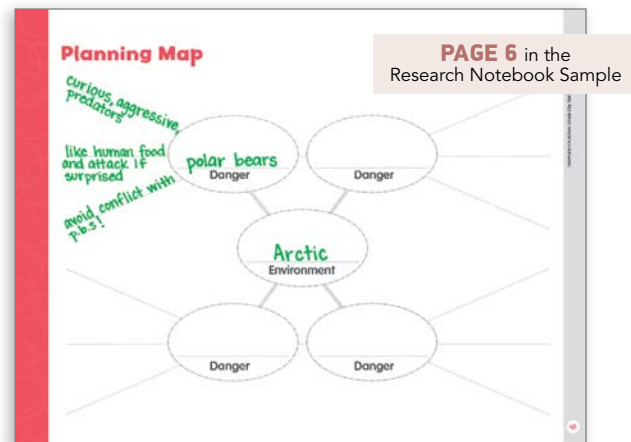 Planning Map
PAGE 6 in the
Research Notebook Sample
curious, aggressive,
predators
like human food
and attack if
surprised
avoid conflict with
p.b.s!
polar bears
Danger
Danger
Arctic
Environment
Danger
Danger